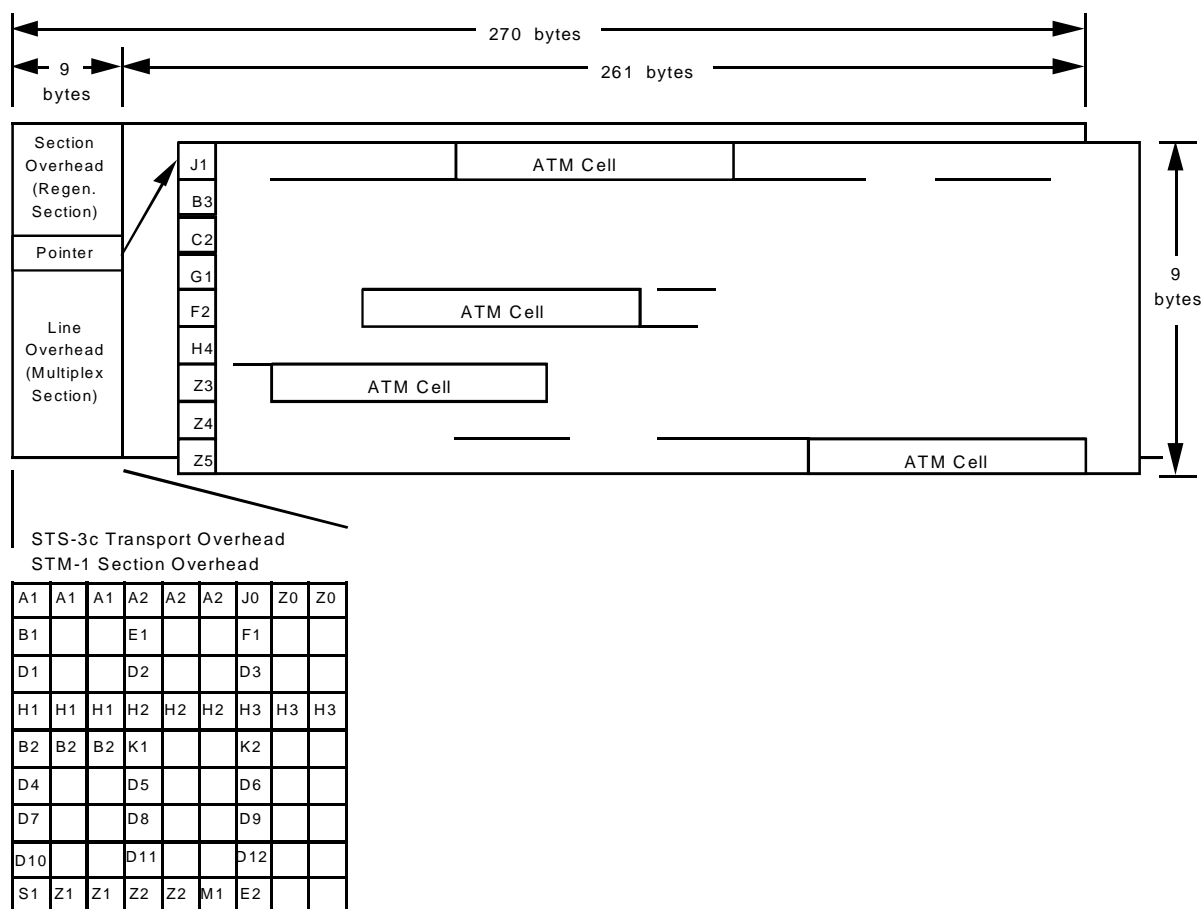 270 bytes
9
bytes
261 bytes
Section
Overhead
(Regen.
Section)
Pointer
Line
Overhead
(Multiplex
Section)
J1
B3
C2
G1
F2
H4
Z3
Z4
Z5
ATM Cell
ATM Cell
ATM Cell
ATM Cell
9
bytes
STS-3c Transport Overhead
STM-1 Section Overhead
A1 A1 A1 A2 A2 A2 J0 Z0 Z0
B1 E1 F1
D1 D2 D3
H1 H1 H1 H2 H2 H2 H3 H3 H3
B2 B2 B2 K1 K2
D4 D5 D6
D7 D8 D9
D10 D11 D12
S1 Z1 Z1 Z2 Z2 M1 E2